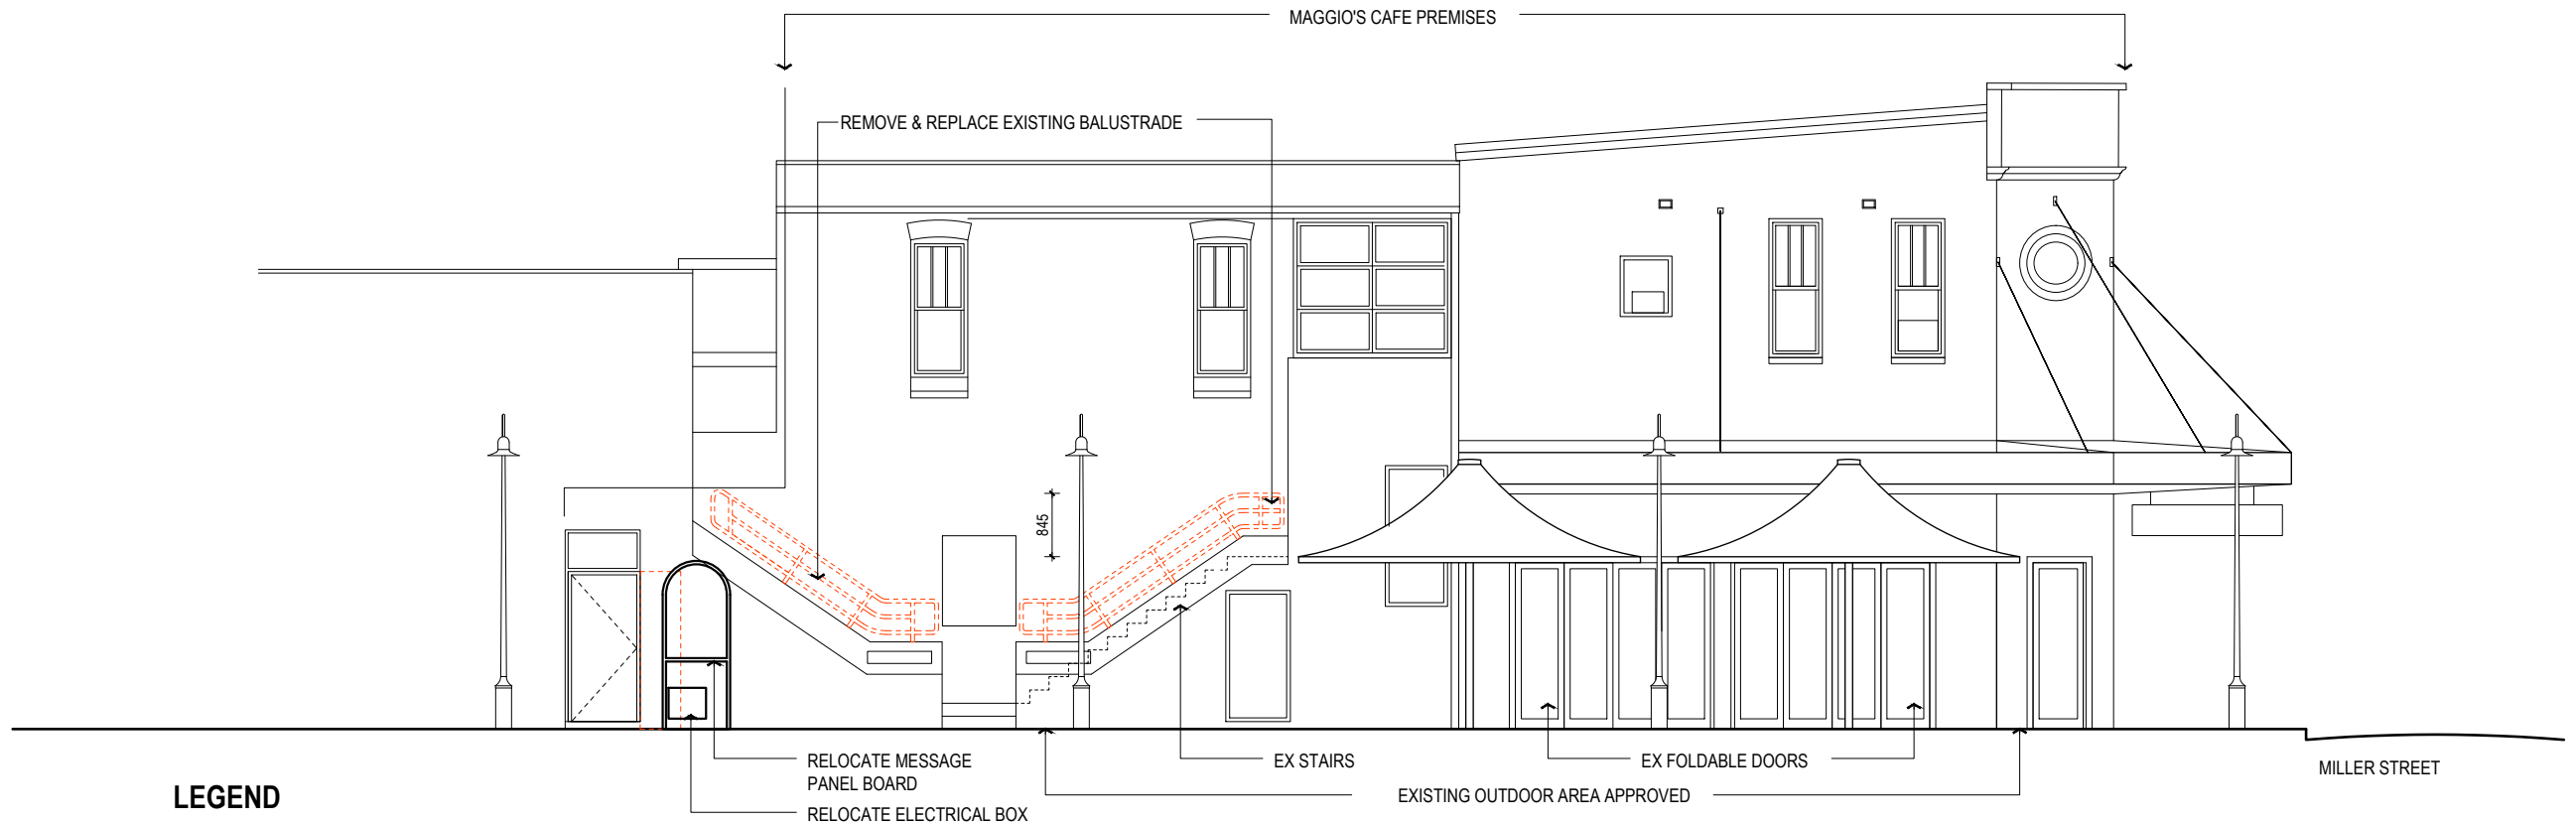 MAGGIO'S CAFE PREMISES
REMOVE & REPLACE EXISTING BALUSTRADE
845
RELOCATE MESSAGE
PANEL BOARD
EX STAIRS
EX FOLDABLE DOORS
MILLER STREET
LEGEND
EXISTING OUTDOOR AREA APPROVED
RELOCATE ELECTRICAL BOX